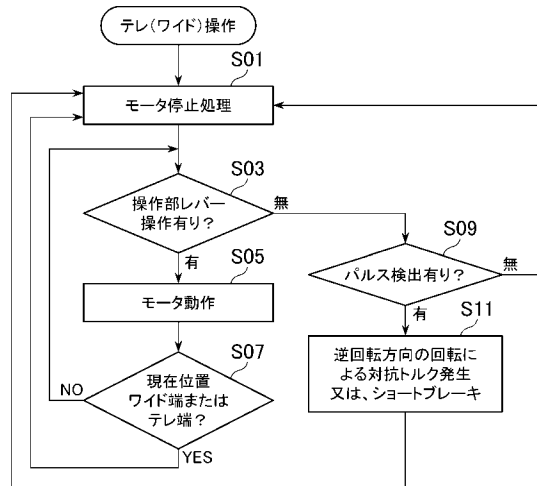 テレ(ワイド)操作
S01
モータ停止処理
S03
操作部レバー
操作有り?
無
有
S05
モータ動作
S07
現在位置
ワイド端または
テレ端?
NO
YES
S09
パルス検出有り?
無
有
S11
逆回転方向の回転に
よる対抗トルク発生
又は、ショートブレーキ